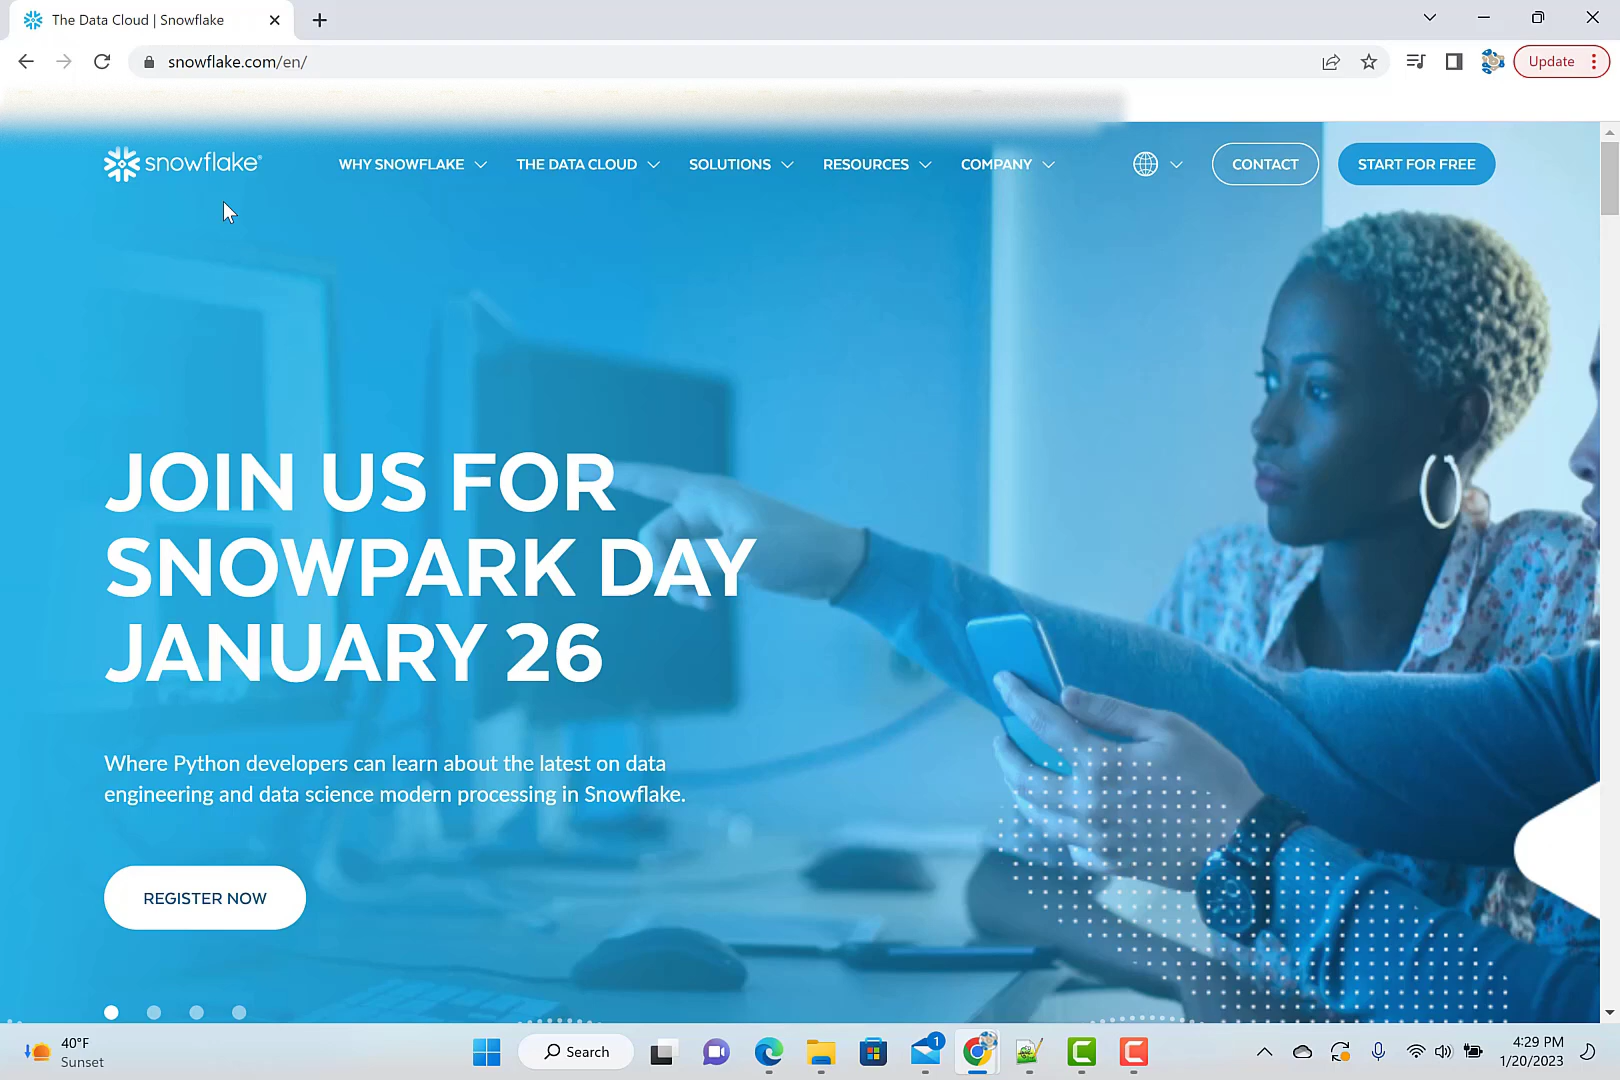 The Data Cloud | Snowflake
snowflake.com/en/
Update
snowflake
WHY SNOWFLAKE
THE DATA CLOUD
SOLUTIONS
RESOURCES
COMPANY
CONTACT
START FOR FREE
JOIN US FOR
SNOWPARK DAY
JANUARY 26
Where Python developers can learn about the latest on data
engineering and data science modern processing in Snowflake.
REGISTER NOW
40°F
Sunset
Search
1
4:29 PM
1/20/2023